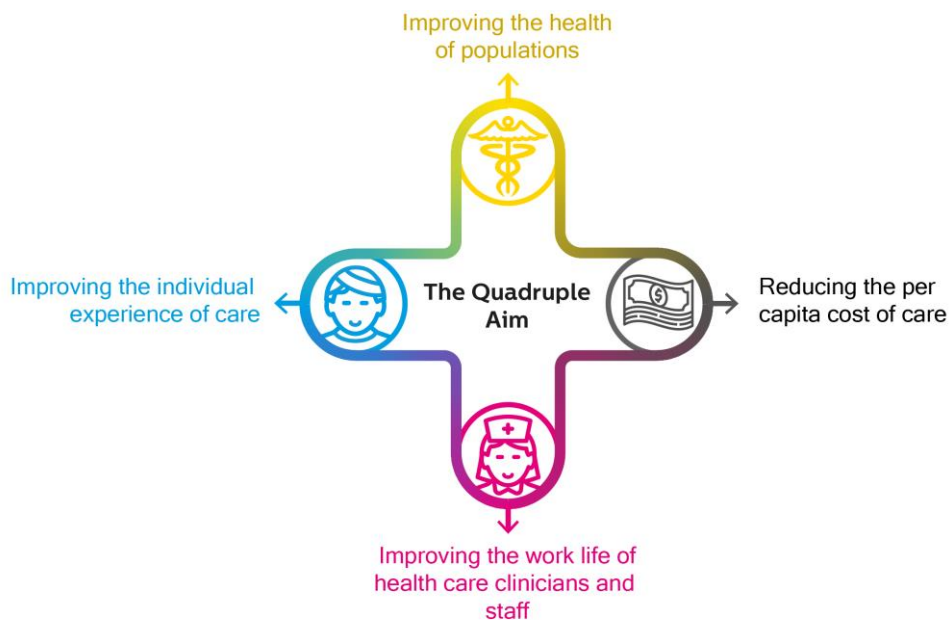 Improving the health
of populations
Improving the individual
experience of care
The Quadruple
Aim
$
Reducing the per
capita cost of care
Improving the work life of
health care clinicians and
staff